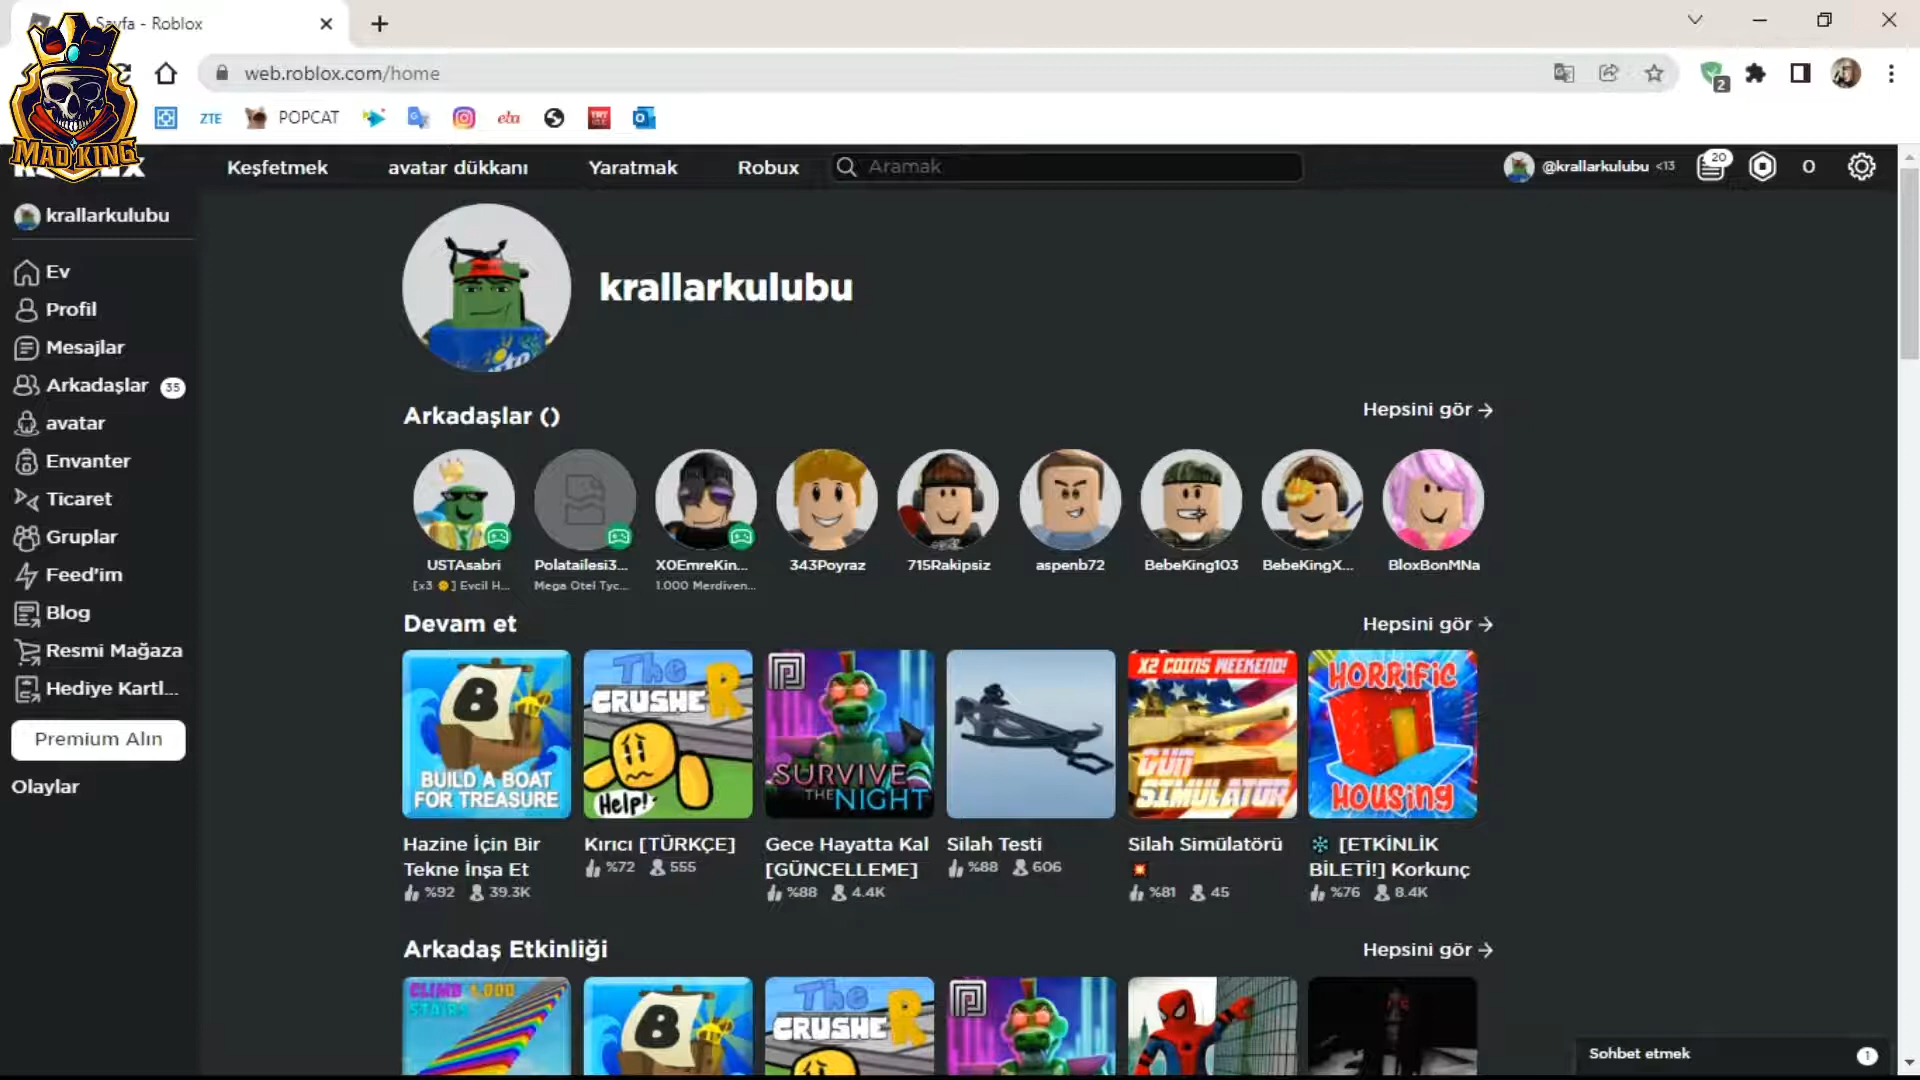 Sayfa - Roblox
web.roblox.com/home
2
ZTE
POPCAT
eba
TRT
MAD KING
Keşfetmek
avatar dükkanı
Yaratmak
Robux
Aramak
@krallarkulubu <13
20
0
krallarkulubu
Ev
Profil
Mesajlar
Arkadaşlar 35
avatar
Envanter
Ticaret
Gruplar
Feed'im
Blog
Resmi Mağaza
Hediye Kartl...
Premium Alın
Olaylar
krallarkulubu
Arkadaşlar ()
Hepsini gör →
USTAsabri
[x3 ] Evcil H...
Polatailesi3...
Mega Otel Tyc...
X0EmreKin...
1.000 Merdiven...
343Poyraz
715Rakipsiz
aspenb72
BebeKing103
BebeKingX...
BloxBonMNa
Devam et
Hepsini gör →
B
BUILD A BOAT
FOR TREASURE
The
CRUSHER
Help!
SURVIVE
THE NIGHT
X2 COINS WEEKEND!
GUN
SIMULATOR
HORRIFIC
HOUSING
Hazine İçin Bir
Tekne İnşa Et
%92 39.3K
Kırıcı [TÜRKÇE]
%72 555
Gece Hayatta Kal
[GÜNCELLEME]
%88 4.4K
Silah Testi
%88 606
Silah Simülatörü
%81 45
[ETKİNLİK
BİLETİ!] Korkunç
%76 8.4K
Arkadaş Etkinliği
Hepsini gör →
CLIMB 1,000
STAIRS
B
The
CRUSHER
Sohbet etmek
1